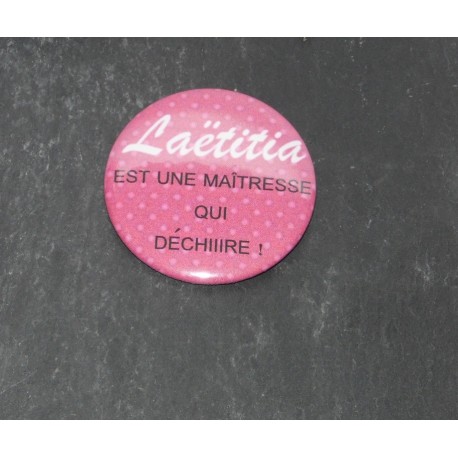 Laëtitia
EST UNE MAÎTRESSE
QUI
DÉCHIIIRE !